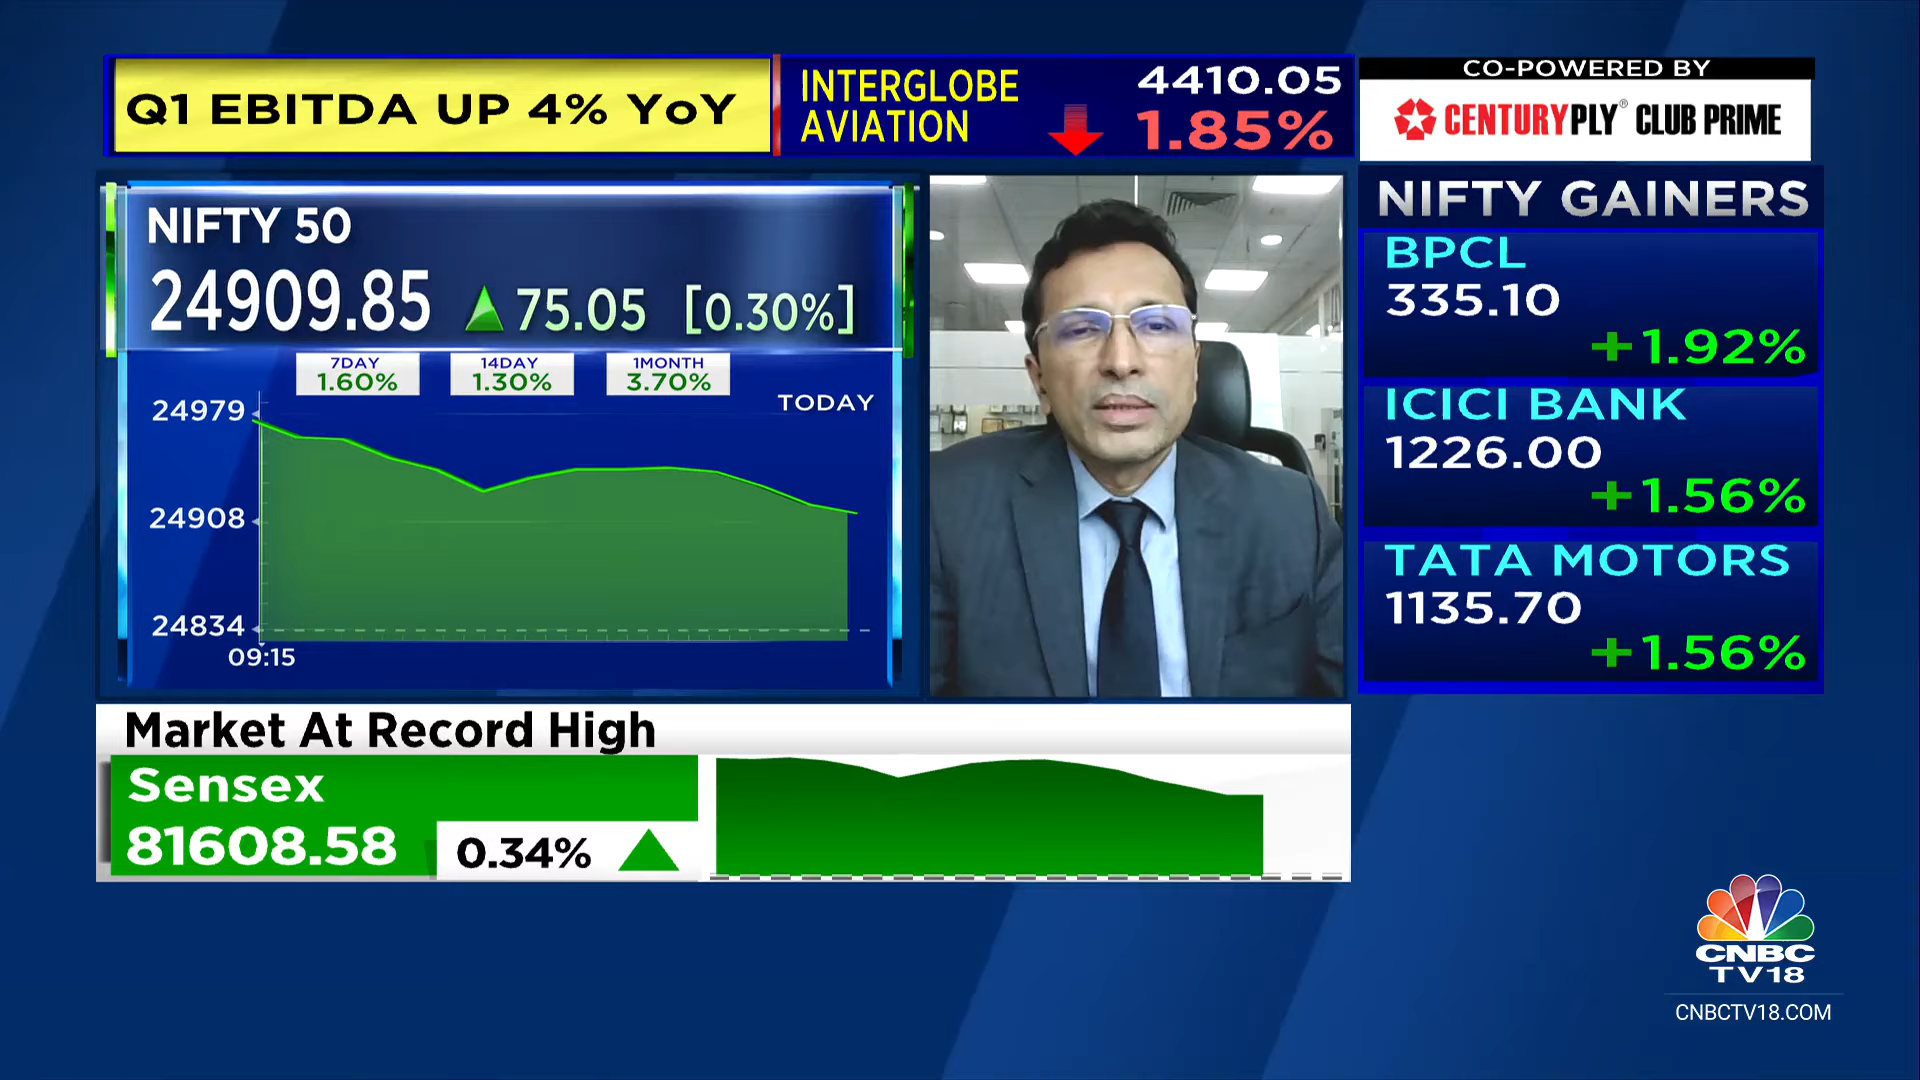 Q1 EBITDA UP 4% YoY
INTERGLOBE
AVIATION
4410.05
1.85%
CO-POWERED BY
CENTURYPLY® CLUB PRIME
NIFTY 50
24909.85 75.05 [0.30%]
7DAY
1.60%
14DAY
1.30%
1MONTH
3.70%
TODAY
24979
24908
24834
09:15
NIFTY GAINERS
BPCL
335.10
+1.92%
ICICI BANK
1226.00
+1.56%
TATA MOTORS
1135.70
+1.56%
Market At Record High
Sensex
81608.58
0.34%
CNBC
TV18
CNBCTV18.COM